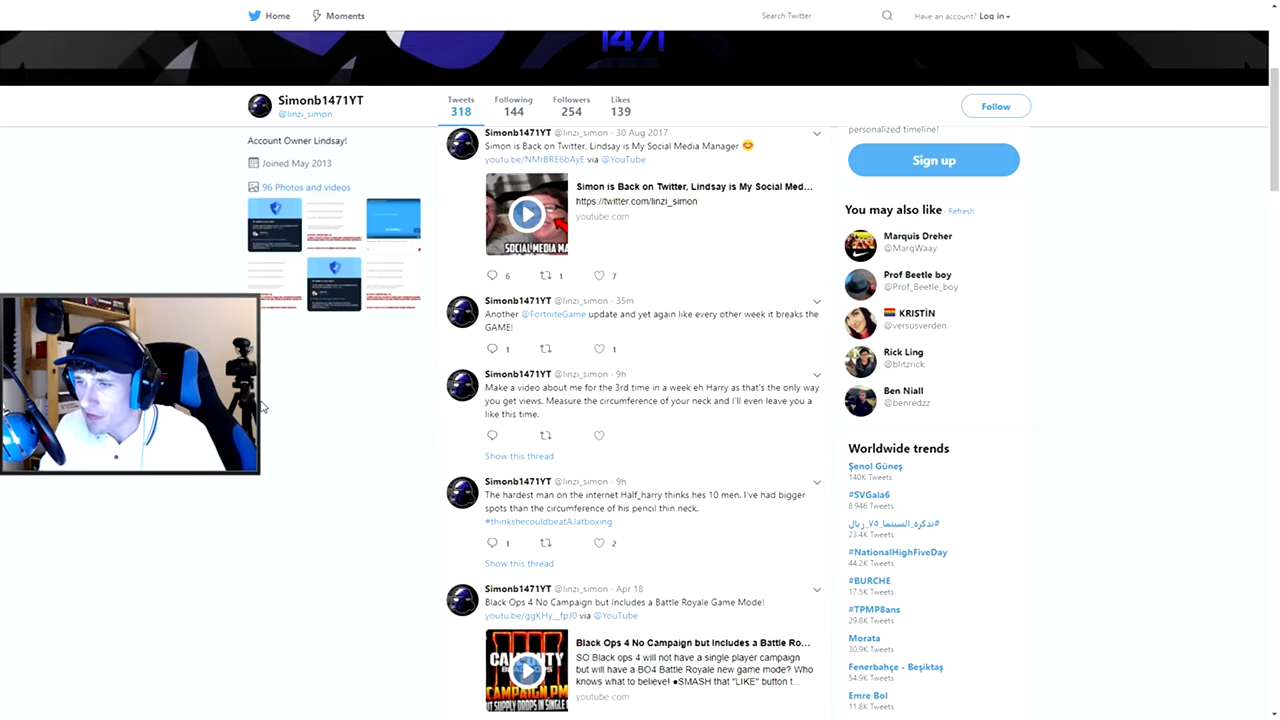 Home
Moments
Search Twitter
Have an account? Log in
1471
Simonb1471YT
@linzi_simon
Tweets
318
Following
144
Followers
254
Likes
139
Follow
Account Owner Lindsay!
Joined May 2013
96 Photos and videos
Simonb1471YT @linzi_simon · 30 Aug 2017
Simon is Back on Twitter, Lindsay is My Social Media Manager 😊
youtu.be/NMrBRE6bAyE via @YouTube
SOCIAL MEDIA MA
Simon is Back on Twitter, Lindsay is My Social Med...
https://twitter.com/linzi_simon
youtube.com
6 1 7
Simonb1471YT @linzi_simon · 35m
Another @FortniteGame update and yet again like every other week it breaks the
GAME!
1 1
Simonb1471YT @linzi_simon · 9h
Make a video about me for the 3rd time in a week eh Harry as that's the only way
you get views. Measure the circumference of your neck and I'll even leave you a
like this time.
Show this thread
Simonb1471YT @linzi_simon · 9h
The hardest man on the internet Half_harry thinks hes 10 men. I've had bigger
spots than the circumference of his pencil thin neck.
#thinkshecouldbeatAJatboxing
1 2
Show this thread
Simonb1471YT @linzi_simon · Apr 18
Black Ops 4 No Campaign but Includes a Battle Royale Game Mode!
youtu.be/ggKHy__fpJ0 via @YouTube
Black Ops 4 No Campaign but Includes a Battle Ro...
SO Black ops 4 will not have a single player campaign
but will have a BO4 Battle Royale new game mode? Who
knows what to believe! ●SMASH that "LIKE" button t...
youtube.com
personalized timeline!
Sign up
You may also like · Refresh
Marquis Dreher
@MarqWaay
Prof Beetle boy
@Prof_Beetle_boy
KRISTİN
@versusverden
Rick Ling
@blitzrick
Ben Niall
@benredzz
Worldwide trends
Şenol Güneş
140K Tweets
#SVGala6
8,946 Tweets
#تذكره_السينما_٧٥_ريال
23.4K Tweets
#NationalHighFiveDay
44.2K Tweets
#BURCHE
17.5K Tweets
#TPMP8ans
29.8K Tweets
Morata
30.9K Tweets
Fenerbahçe - Beşiktaş
54.9K Tweets
Emre Bol
11.8K Tweets